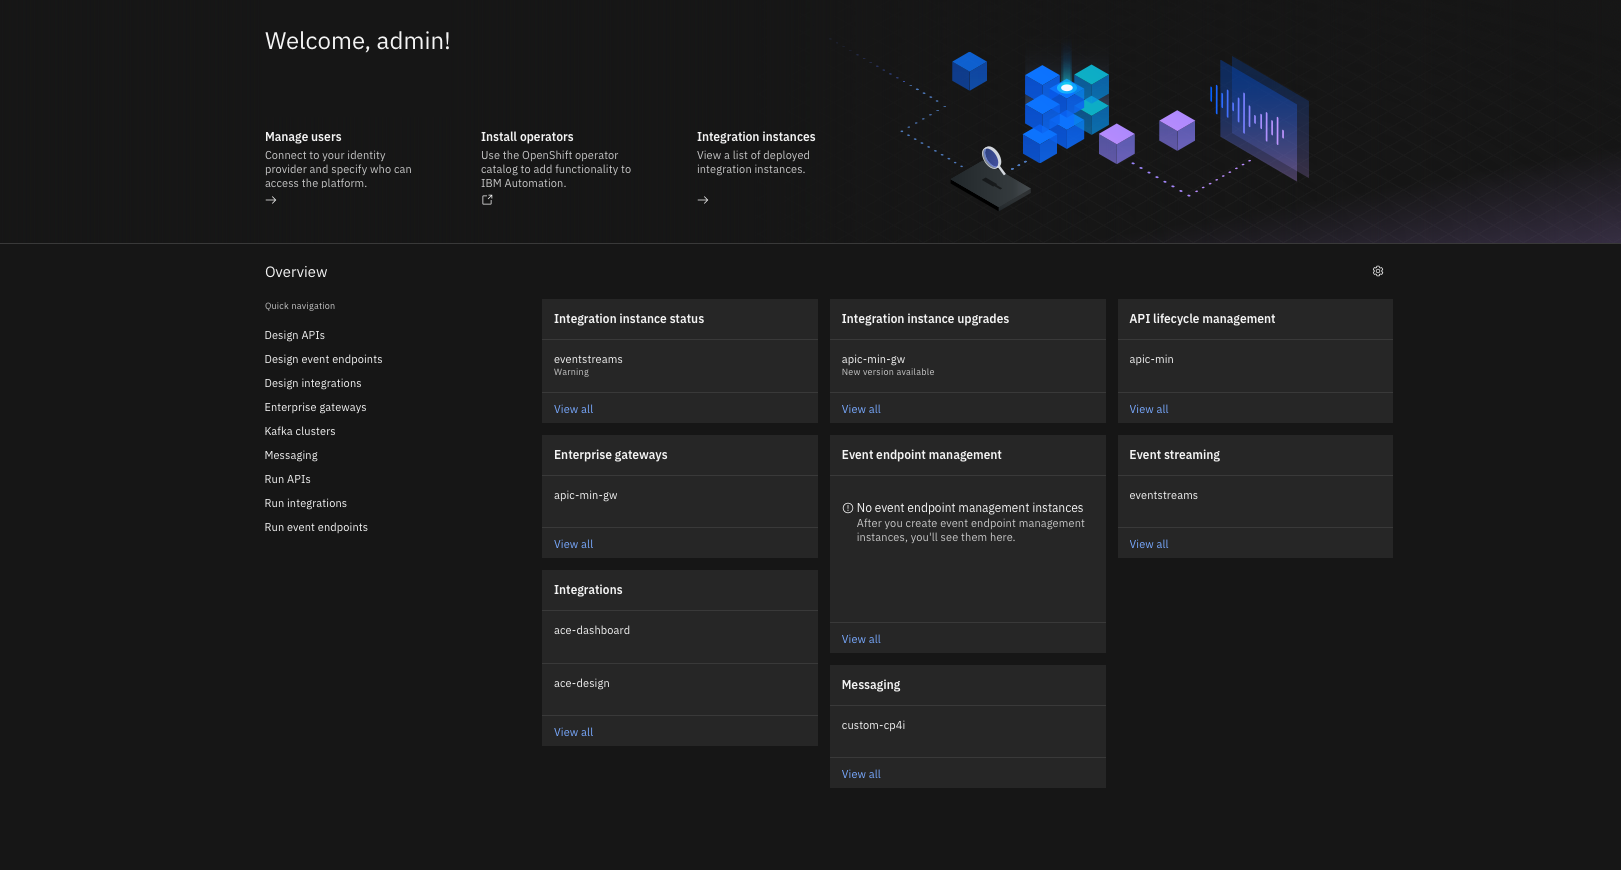 Welcome, admin!
Manage users
Connect to your identity
provider and specify who can
access the platform.
Install operators
Use the OpenShift operator
catalog to add functionality to
IBM Automation.
Integration instances
View a list of deployed
integration instances.
Overview
Quick navigation
Design APIs
Design event endpoints
Design integrations
Enterprise gateways
Kafka clusters
Messaging
Run APIs
Run integrations
Run event endpoints
Integration instance status
eventstreams
Warning
View all
Integration instance upgrades
apic-min-gw
New version available
View all
API lifecycle management
apic-min
View all
Enterprise gateways
apic-min-gw
View all
Event endpoint management
No event endpoint management instances
After you create event endpoint management
instances, you'll see them here.
View all
Event streaming
eventstreams
View all
Integrations
ace-dashboard
ace-design
View all
Messaging
custom-cp4i
View all